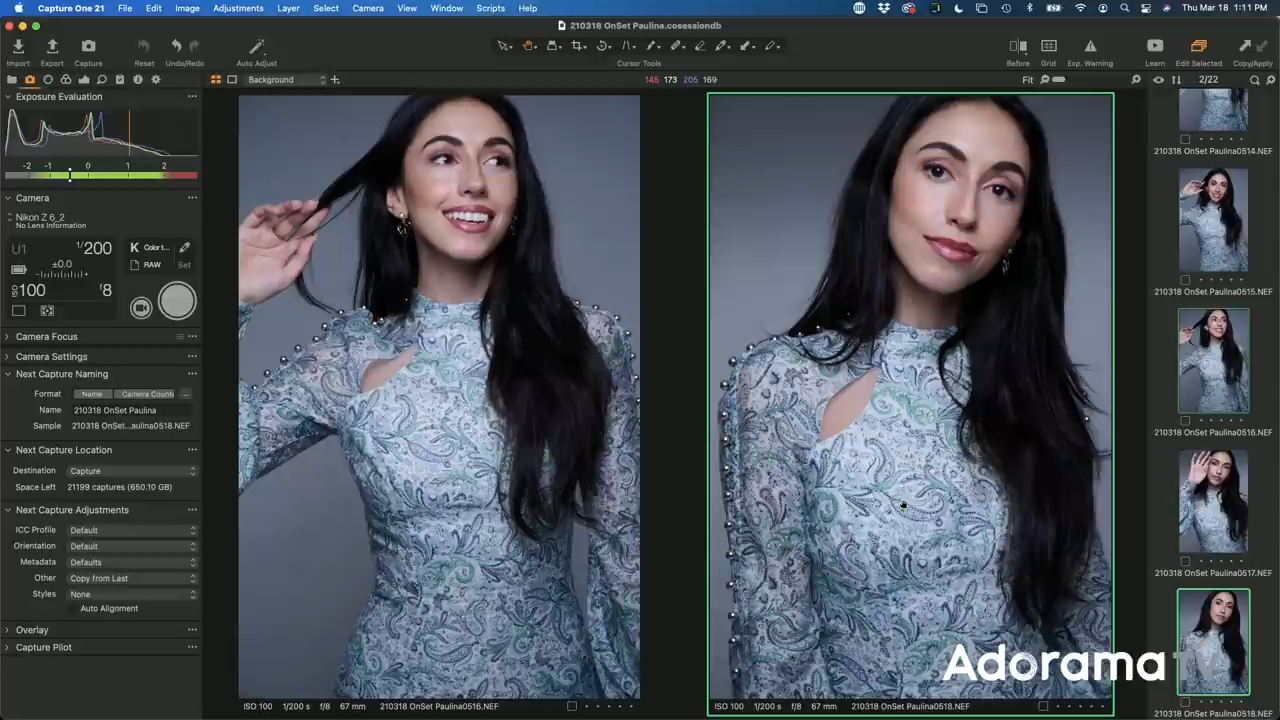 Capture One 21 File Edit Image Adjustments Layer Select Camera View Window Scripts Help Thu Mar 18 1:11 PM
210318 OnSet Paulina.cosessiondb
Import Export Capture Reset Undo/Redo Auto Adjust Cursor Tools Before Grid Exp. Warning Learn Edit Selected Copy/Apply
Background 145 173 205 169 Fit 2/22
Exposure Evaluation
-2 -1 0 1 2
Camera
Nikon Z 6_2
No Lens Information
U1 1/200 K Color t...
±0.0 RAW Set
100 f8
Camera Focus
Camera Settings
Next Capture Naming
Format Name Camera Count
Name 210318 OnSet Paulina
Sample 210318 OnSet...aulina0518.NEF
Next Capture Location
Destination Capture
Space Left 21199 captures (650.10 GB)
Next Capture Adjustments
ICC Profile Default
Orientation Default
Metadata Defaults
Other Copy from Last
Styles None
Auto Alignment
Overlay
Capture Pilot
ISO 100 1/200 s f/8 67 mm 210318 OnSet Paulina0516.NEF
ISO 100 1/200 s f/8 67 mm 210318 OnSet Paulina0518.NEF
210318 OnSet Paulina0514.NEF
210318 OnSet Paulina0515.NEF
210318 OnSet Paulina0516.NEF
210318 OnSet Paulina0517.NEF
210318 OnSet Paulina0518.NEF
Adorama